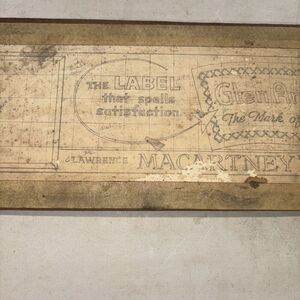 THE LABEL
that spells
satisfaction
Glen
The Mark of
LAWRENCE MACARTNEY